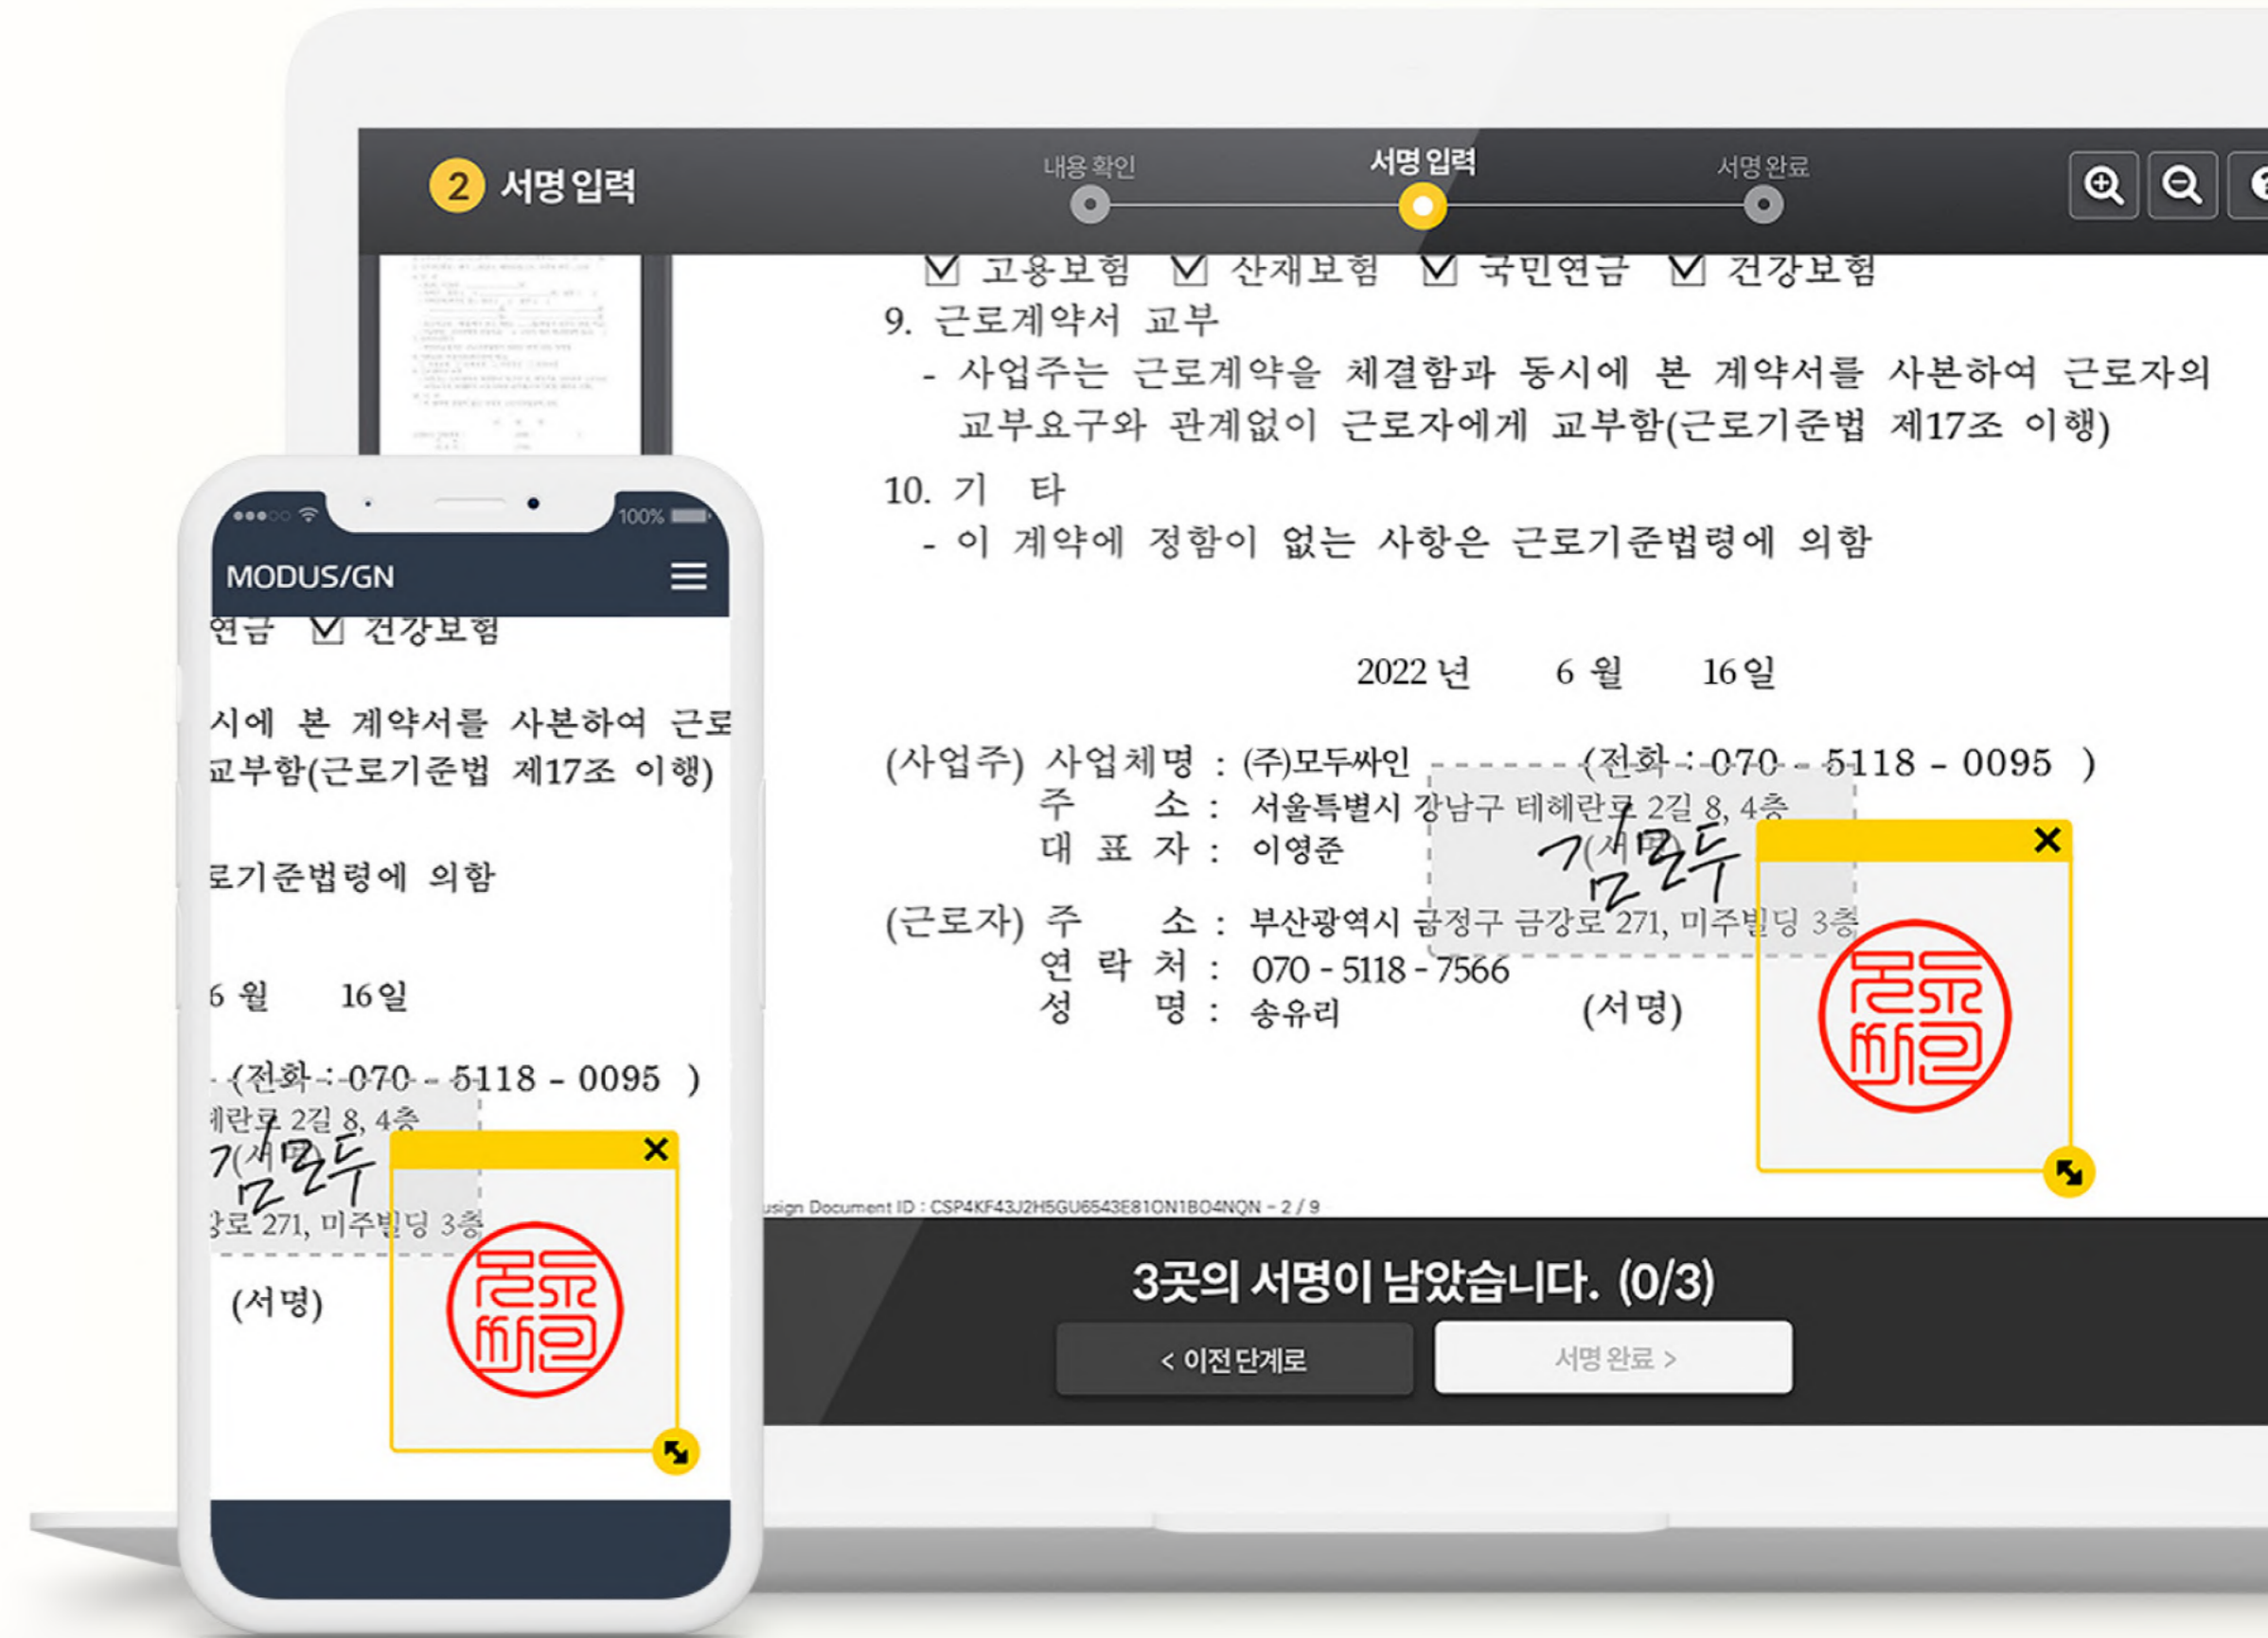 2 서명 입력
내용 확인 서명 입력 서명 완료
고용보험 산재보험 국민연금 건강보험
9. 근로계약서 교부
- 사업주는 근로계약을 체결함과 동시에 본 계약서를 사본하여 근로자의
교부요구와 관계없이 근로자에게 교부함(근로기준법 제17조 이행)
10. 기 타
- 이 계약에 정함이 없는 사항은 근로기준법령에 의함
2022 년 6 월 16 일
(사업주) 사업체명 : (주)모두싸인 (전화 : 070 - 5118 - 0095 )
주 소 : 서울특별시 강남구 테헤란로 2길 8, 4층
대 표 자 : 이영준 (서명)
김모두
(근로자) 주 소 : 부산광역시 금정구 금강로 271, 미주빌딩 3층
연 락 처 : 070 - 5118 - 7566
성 명 : 송유리 (서명)
usign Document ID : CSP4KF43J2H5GU6543E81ON1BO4NQN - 2 / 9
3곳의 서명이 남았습니다. (0/3)
< 이전 단계로 서명 완료 >
100%
MODUS/GN
연금 건강보험
시에 본 계약서를 사본하여 근로
교부함(근로기준법 제17조 이행)
로기준법령에 의함
6 월 16 일
(전화 : 070 - 5118 - 0095 )
헤란로 2길 8, 4층
(서명)
김모두
강로 271, 미주빌딩 3층
(서명)